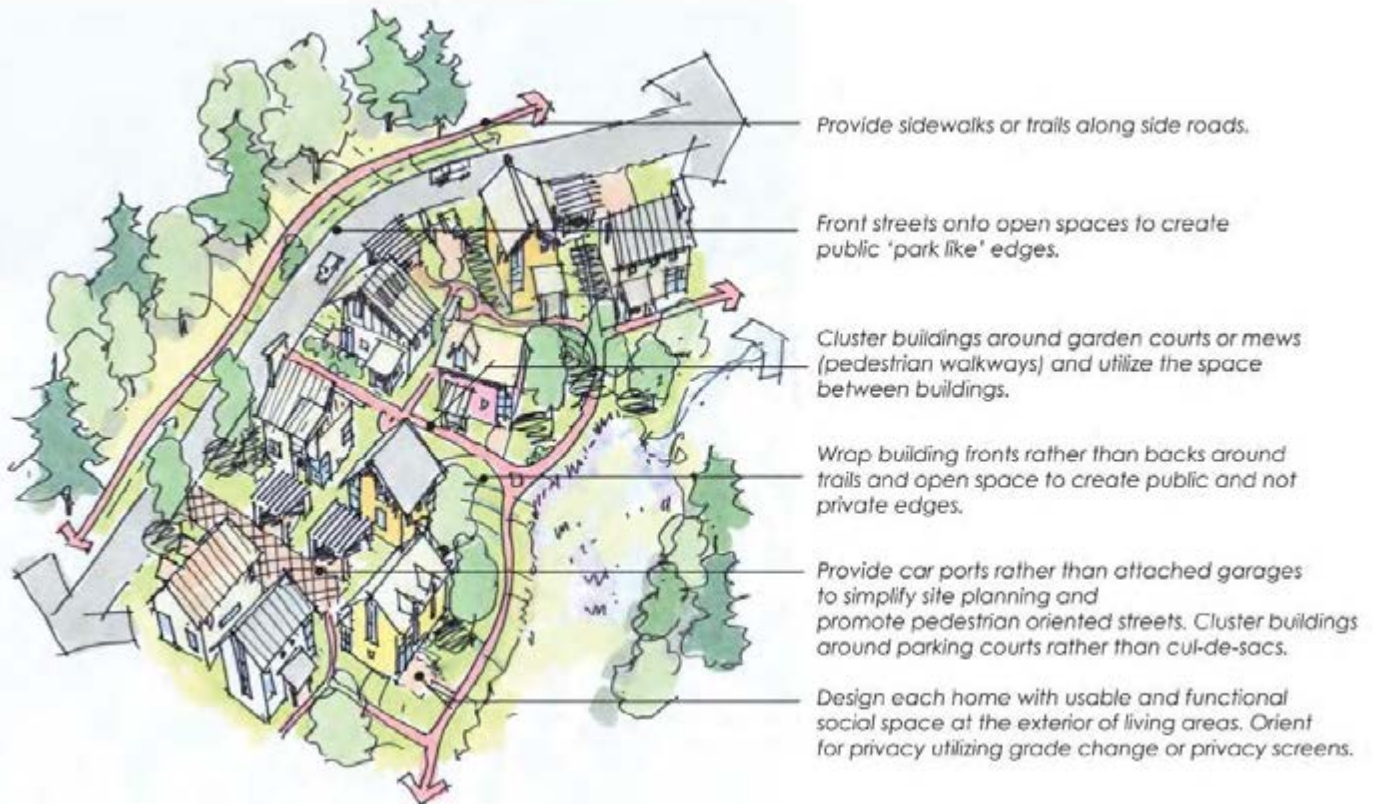 Provide sidewalks or trails along side roads.
Front streets onto open spaces to create
public 'park like' edges.
Cluster buildings around garden courts or mews
(pedestrian walkways) and utilize the space
between buildings.
Wrap building fronts rather than backs around
trails and open space to create public and not
private edges.
Provide car ports rather than attached garages
to simplify site planning and
promote pedestrian oriented streets. Cluster buildings
around parking courts rather than cul-de-sacs.
Design each home with usable and functional
social space at the exterior of living areas. Orient
for privacy utilizing grade change or privacy screens.